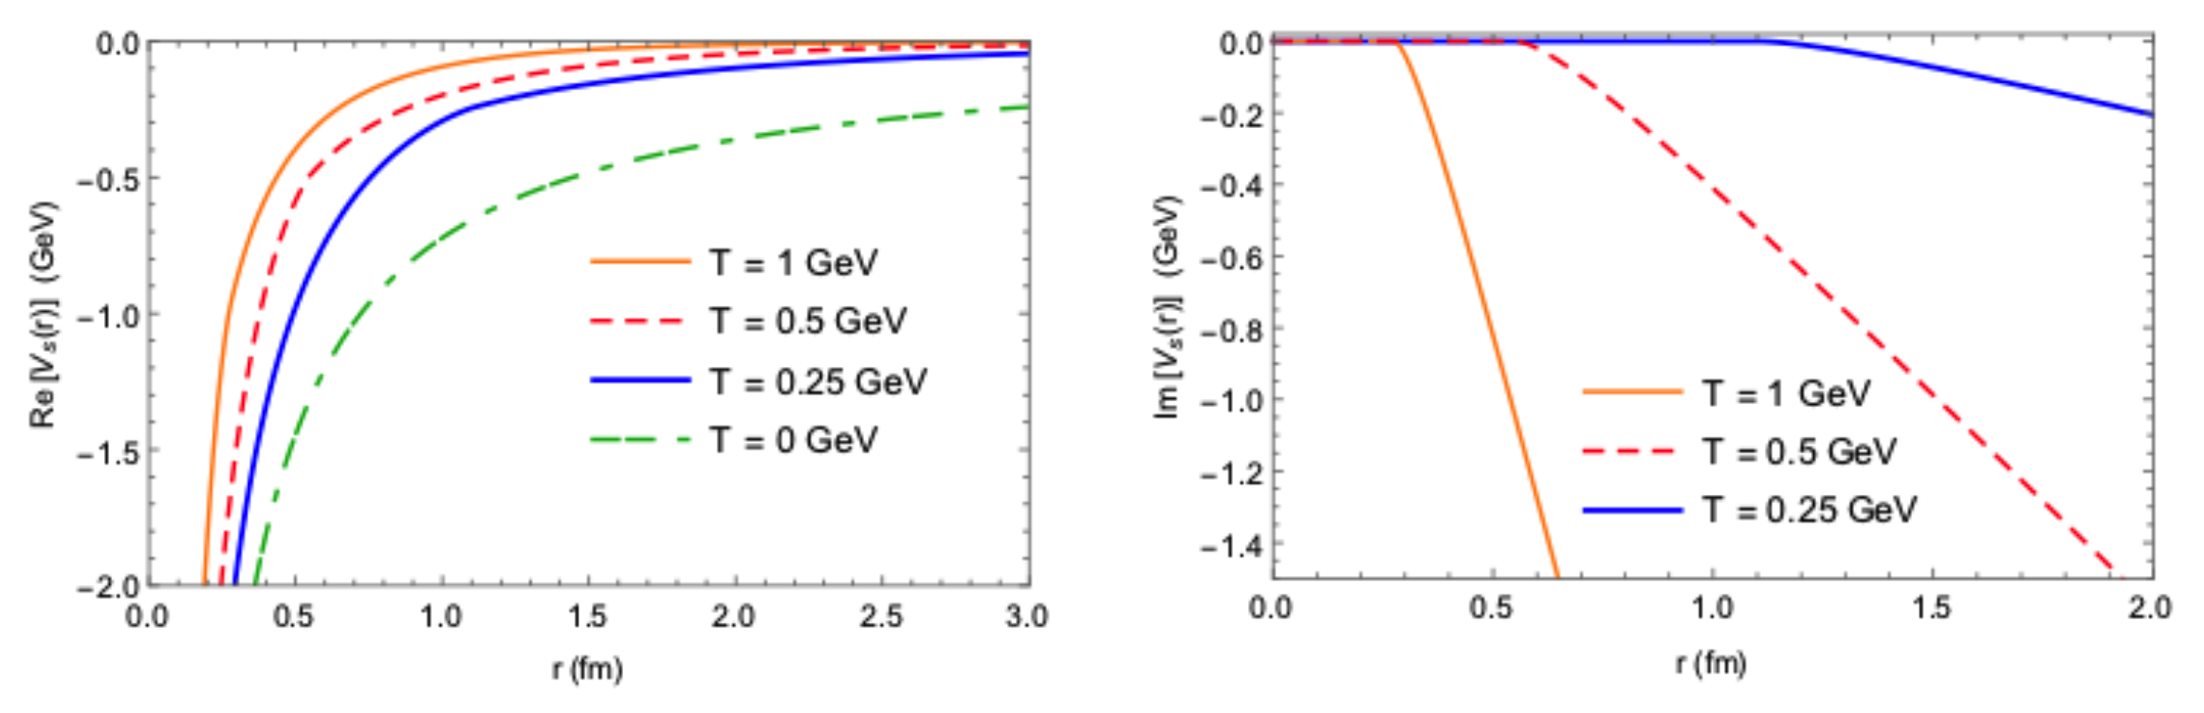 0.0
−0.5
−1.0
−1.5
−2.0
Re [Vs(r)] (GeV)
T = 1 GeV
T = 0.5 GeV
T = 0.25 GeV
T = 0 GeV
0.0 0.5 1.0 1.5 2.0 2.5 3.0
r (fm)
0.0
−0.2
−0.4
−0.6
−0.8
−1.0
−1.2
−1.4
Im [Vs(r)] (GeV)
T = 1 GeV
T = 0.5 GeV
T = 0.25 GeV
0.0 0.5 1.0 1.5 2.0
r (fm)